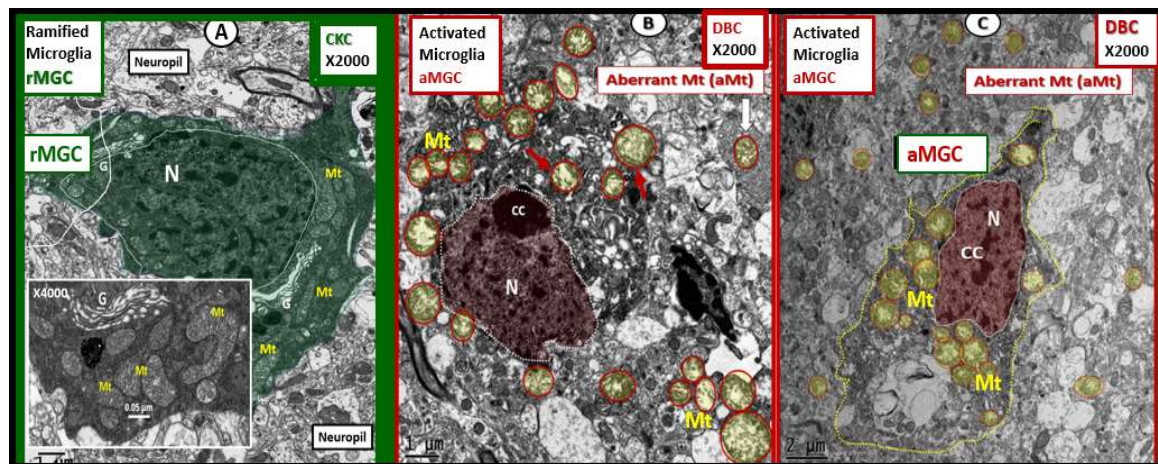 Ramified
Microglia
rMGC
A
CKC
X2000
Neuropil
rMGC
G
N
Mt
Mt
G
Mt
X4000
G
Mt
Mt
Mt
0.05 µm
Neuropil
Activated
Microglia
aMGC
B
DBC
X2000
Aberrant Mt (aMt)
Mt
CC
N
Mt
1 µm
Activated
Microglia
aMGC
C
DBC
X2000
Aberrant Mt (aMt)
aMGC
N
CC
Mt
Mt
2 µm